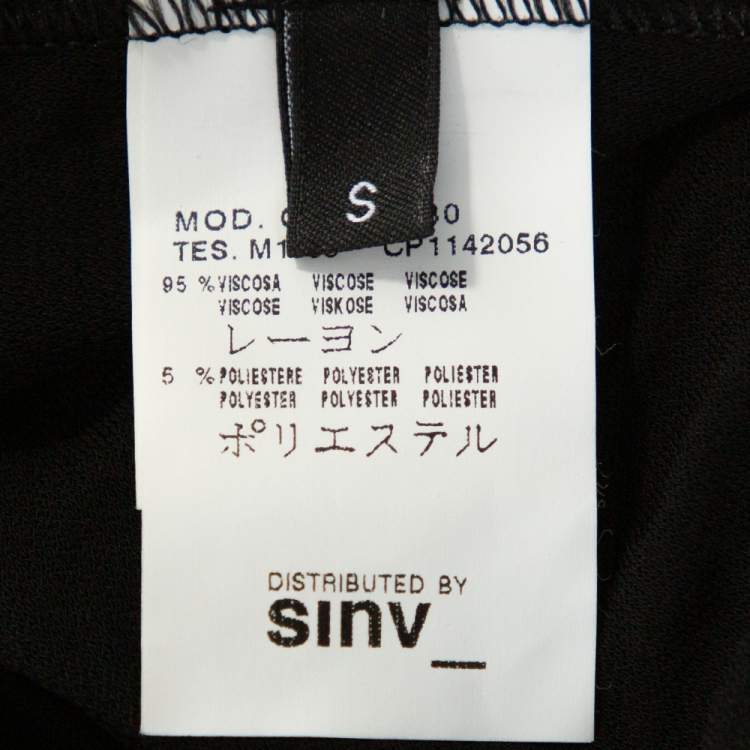 S
MOD.
TES. CP1142056
95 % VISCOSA VISCOSE VISCOSE
VISCOSE VISKOSE VISCOSA
レーヨン
5 % POLIESTERE POLYESTER POLIESTER
POLYESTER POLYESTER POLIESTER
ポリエステル
DISTRIBUTED BY
sinv_